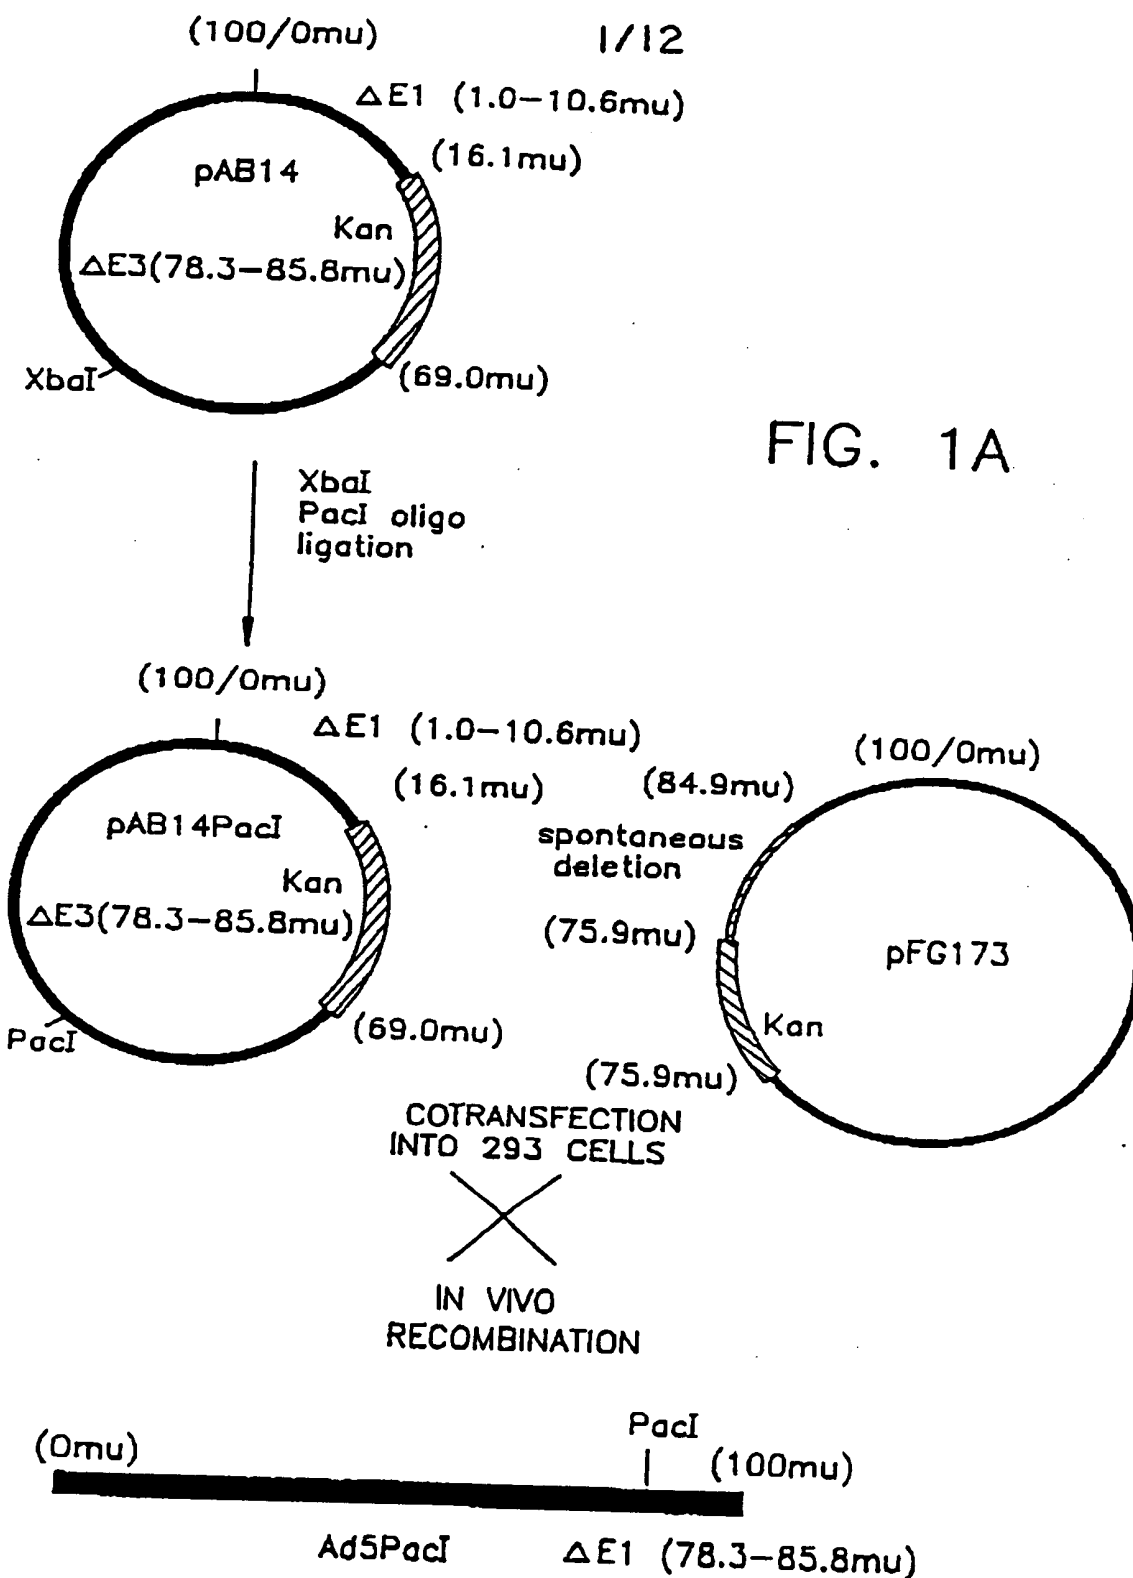 (100/0mu)
1/12
ΔE1 (1.0-10.6mu)
(16.1mu)
pAB14
Kan
ΔE3(78.3-85.8mu)
XbaI
(69.0mu)
FIG. 1A
XbaI
PacI oligo
ligation
(100/0mu)
ΔE1 (1.0-10.6mu)
(16.1mu)
pAB14PacI
Kan
ΔE3(78.3-85.8mu)
PacI
(69.0mu)
(100/0mu)
(84.9mu)
spontaneous
deletion
(75.9mu)
pFG173
Kan
(75.9mu)
COTRANSFECTION
INTO 293 CELLS
IN VIVO
RECOMBINATION
(0mu)
PacI
(100mu)
Ad5PacI
ΔE1 (78.3-85.8mu)